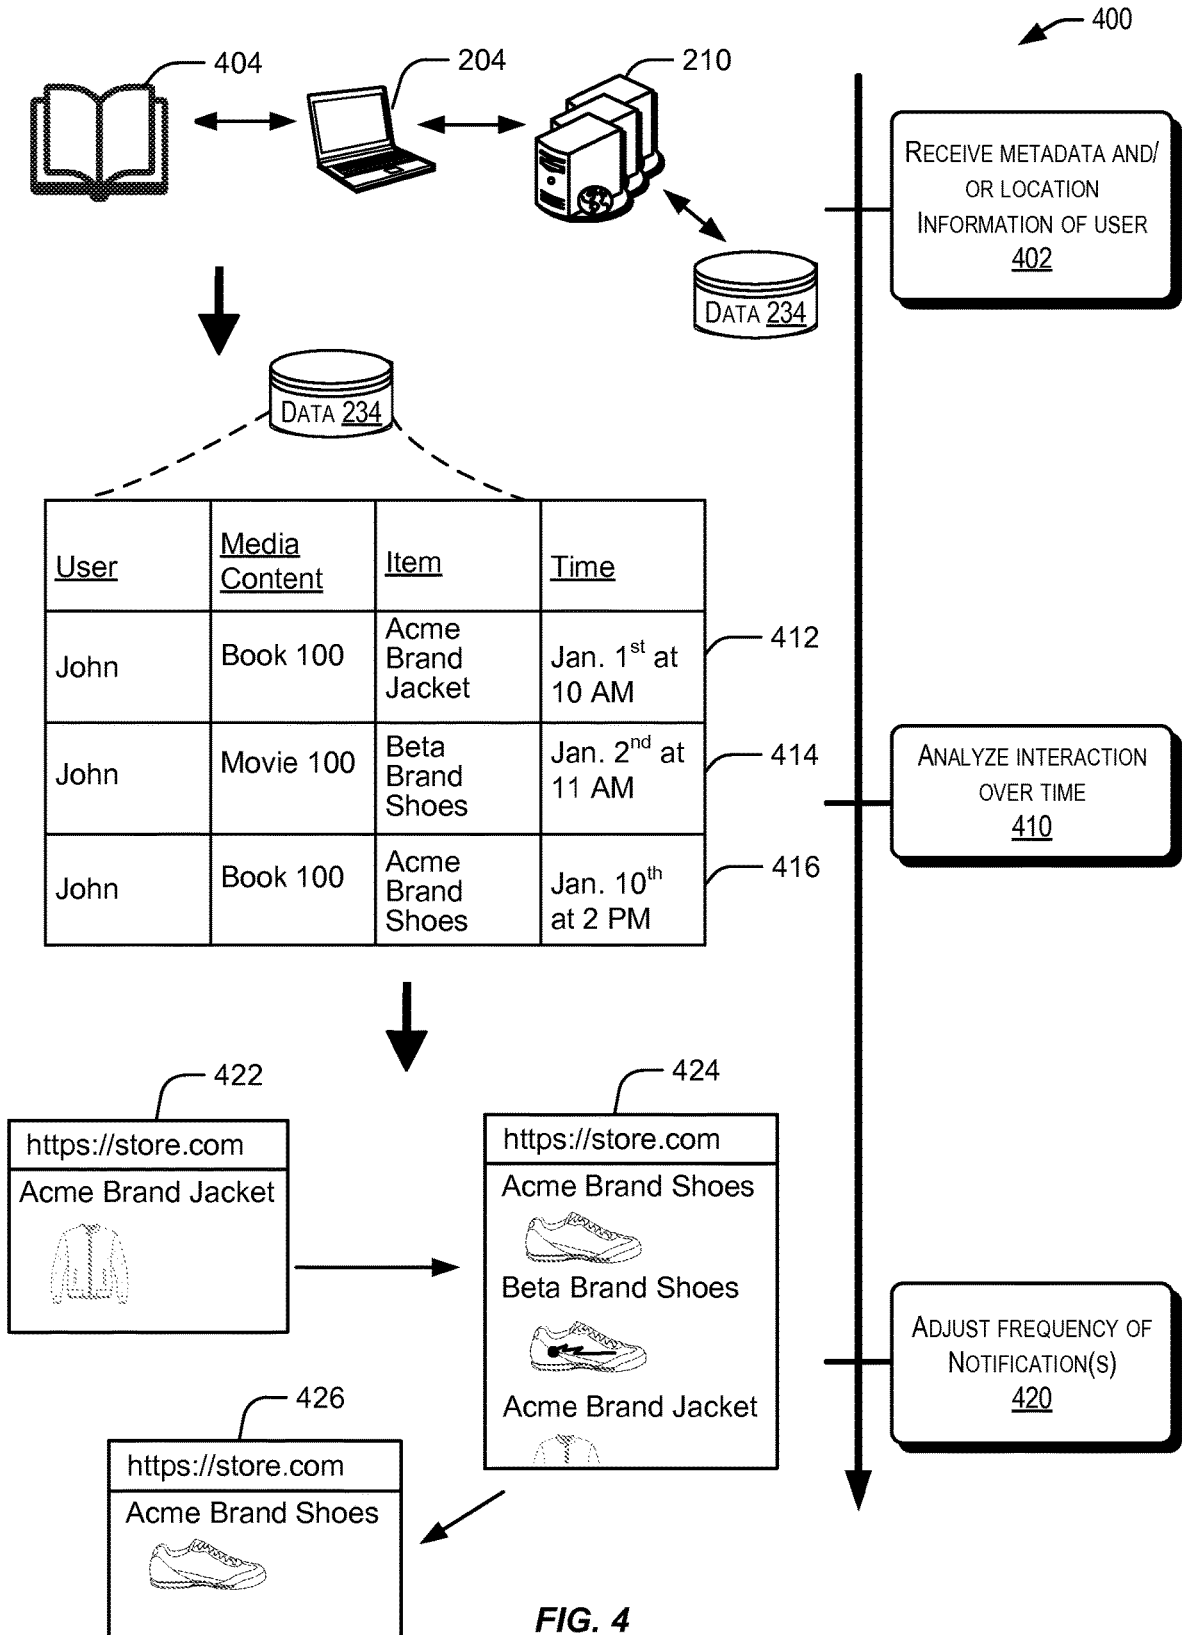 400
404
204
210
RECEIVE METADATA AND/
OR LOCATION
INFORMATION OF USER
402
DATA 234
DATA 234
User
Media
Content
Item
Time
John
Book 100
Acme
Brand
Jacket
Jan. 1st at
10 AM
412
John
Movie 100
Beta
Brand
Shoes
Jan. 2nd at
11 AM
414
John
Book 100
Acme
Brand
Shoes
Jan. 10th
at 2 PM
416
ANALYZE INTERACTION
OVER TIME
410
422
https://store.com
Acme Brand Jacket
424
https://store.com
Acme Brand Shoes
Beta Brand Shoes
Acme Brand Jacket
ADJUST FREQUENCY OF
NOTIFICATION(S)
420
426
https://store.com
Acme Brand Shoes
FIG. 4